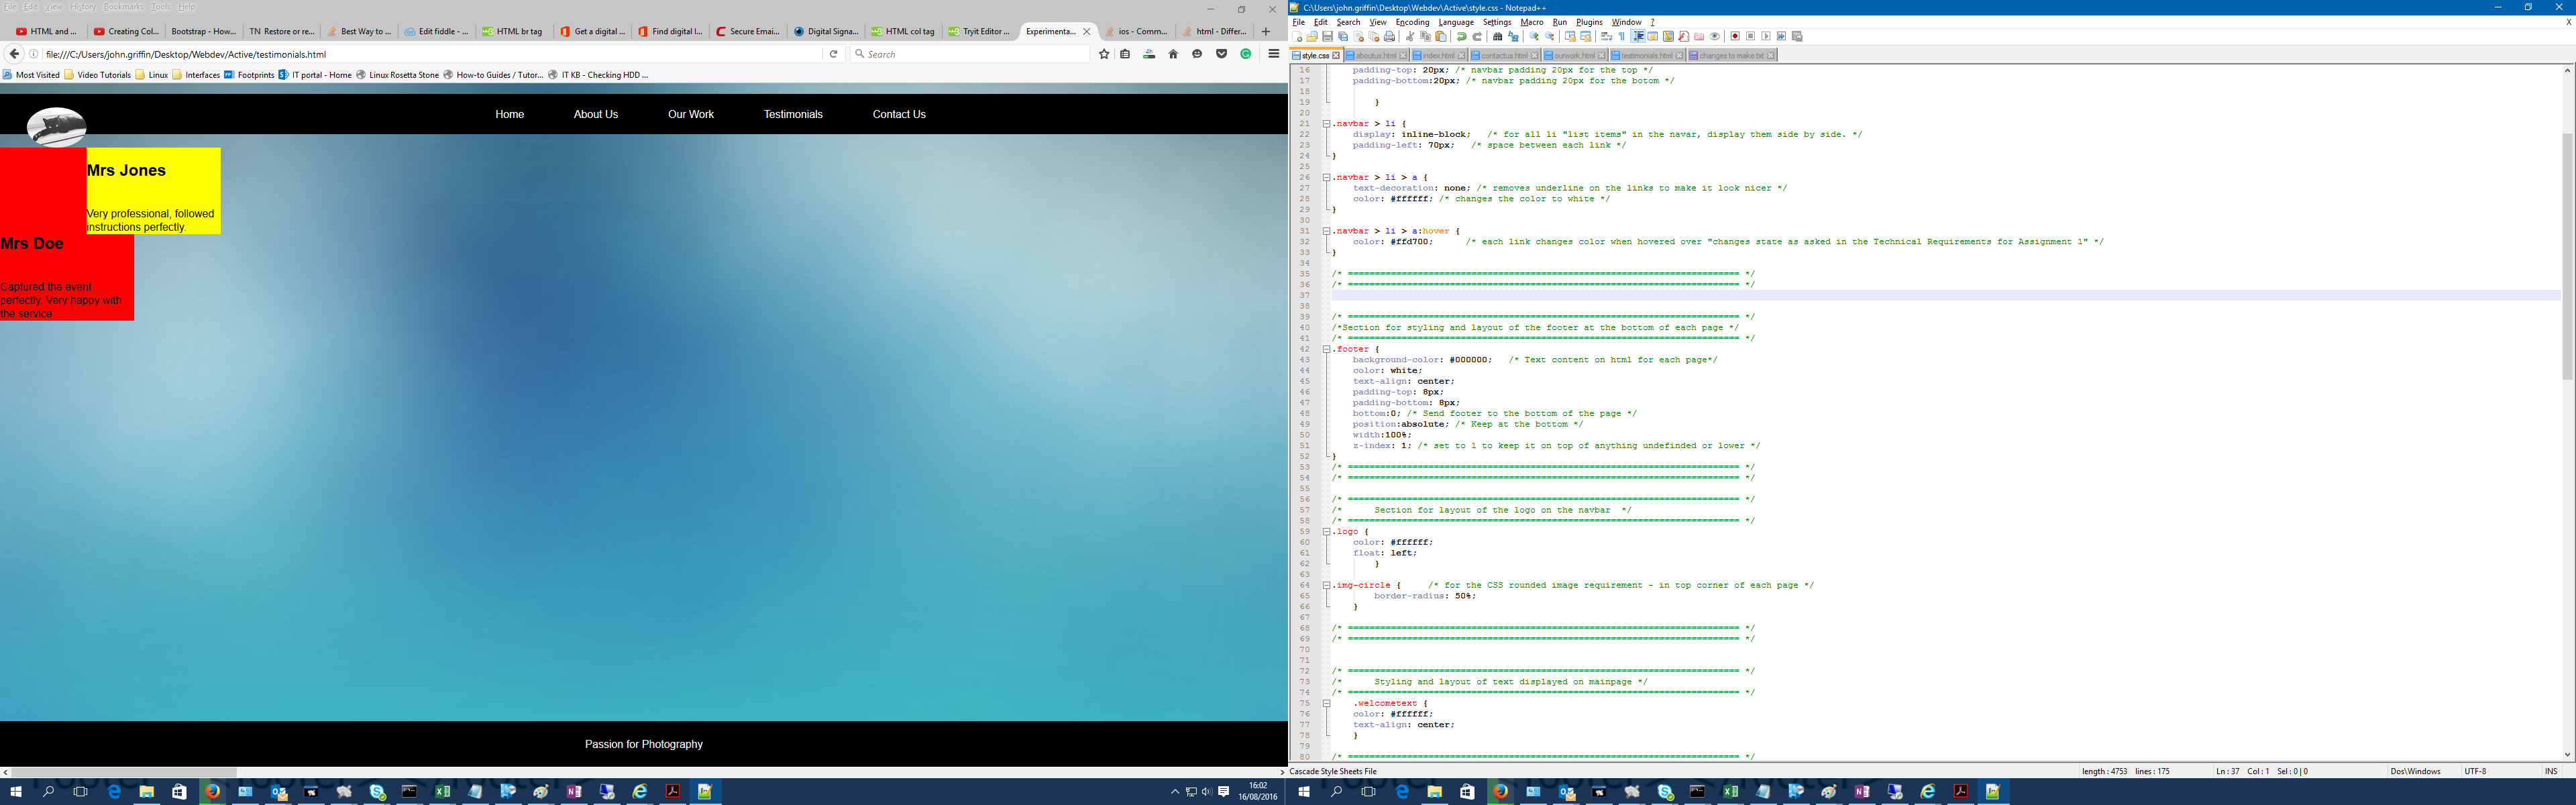 File Edit View History Bookmarks Tools Help
HTML and ... Creating Col... Bootstrap - How... TN Restore or re... Best Way to ... Edit fiddle - ... HTML br tag Get a digital ... Find digital I... Secure Emai... Digital Signa... HTML col tag Tryit Editor ... Experimenta... ios - Comm... html - Differ...
file:///C:/Users/john.griffin/Desktop/Webdev/Active/testimonials.html
Search
Most Visited Video Tutorials Linux Interfaces Footprints IT portal - Home Linux Rosetta Stone How-to Guides / Tutor... IT KB - Checking HDD ...
Home About Us Our Work Testimonials Contact Us
Mrs Jones
Very professional, followed
instructions perfectly.
Mrs Doe
Captured the event
perfectly. Very happy with
the service
Passion for Photography
16:02
16/08/2016
C:\Users\john.griffin\Desktop\Webdev\Active\style.css - Notepad++
File Edit Search View Encoding Language Settings Macro Run Plugins Window ?
X
style.css aboutus.html index.html contactus.html ourwork.html testimonials.html changes to make.txt
16 padding-top: 20px; /* navbar padding 20px for the top */
17 padding-bottom:20px; /* navbar padding 20px for the botom */
18
19 }
20
21 .navbar > li {
22 display: inline-block; /* for all li "list items" in the navar, display them side by side. */
23 padding-left: 70px; /* space between each link */
24 }
25
26 .navbar > li > a {
27 text-decoration: none; /* removes underline on the links to make it look nicer */
28 color: #ffffff; /* changes the color to white */
29 }
30
31 .navbar > li > a:hover {
32 color: #ffd700; /* each link changes color when hovered over "changes state as asked in the Technical Requirements for Assignment 1" */
33 }
34
35 /* ========================================================================= */
36 /* ========================================================================= */
37
38
39 /* ========================================================================= */
40 /*Section for styling and layout of the footer at the bottom of each page */
41 /* ========================================================================= */
42 .footer {
43 background-color: #000000; /* Text content on html for each page*/
44 color: white;
45 text-align: center;
46 padding-top: 8px;
47 padding-bottom: 8px;
48 bottom:0; /* Send footer to the bottom of the page */
49 position:absolute; /* Keep at the bottom */
50 width:100%;
51 z-index: 1; /* set to 1 to keep it on top of anything undefinded or lower */
52 }
53 /* ========================================================================= */
54 /* ========================================================================= */
55
56 /* ========================================================================= */
57 /* Section for layout of the logo on the navbar */
58 /* ========================================================================= */
59 .logo {
60 color: #ffffff;
61 float: left;
62 }
63
64 .img-circle { /* for the CSS rounded image requirement - in top corner of each page */
65 border-radius: 50%;
66 }
67
68 /* ========================================================================= */
69 /* ========================================================================= */
70
71
72 /* ========================================================================= */
73 /* Styling and layout of text displayed on mainpage */
74 /* ========================================================================= */
75 .welcometext {
76 color: #ffffff;
77 text-align: center;
78 }
79
80 /* ========================================================================= */
Cascade Style Sheets File length : 4753 lines : 175 Ln : 37 Col : 1 Sel : 0 | 0 Dos\Windows UTF-8 INS